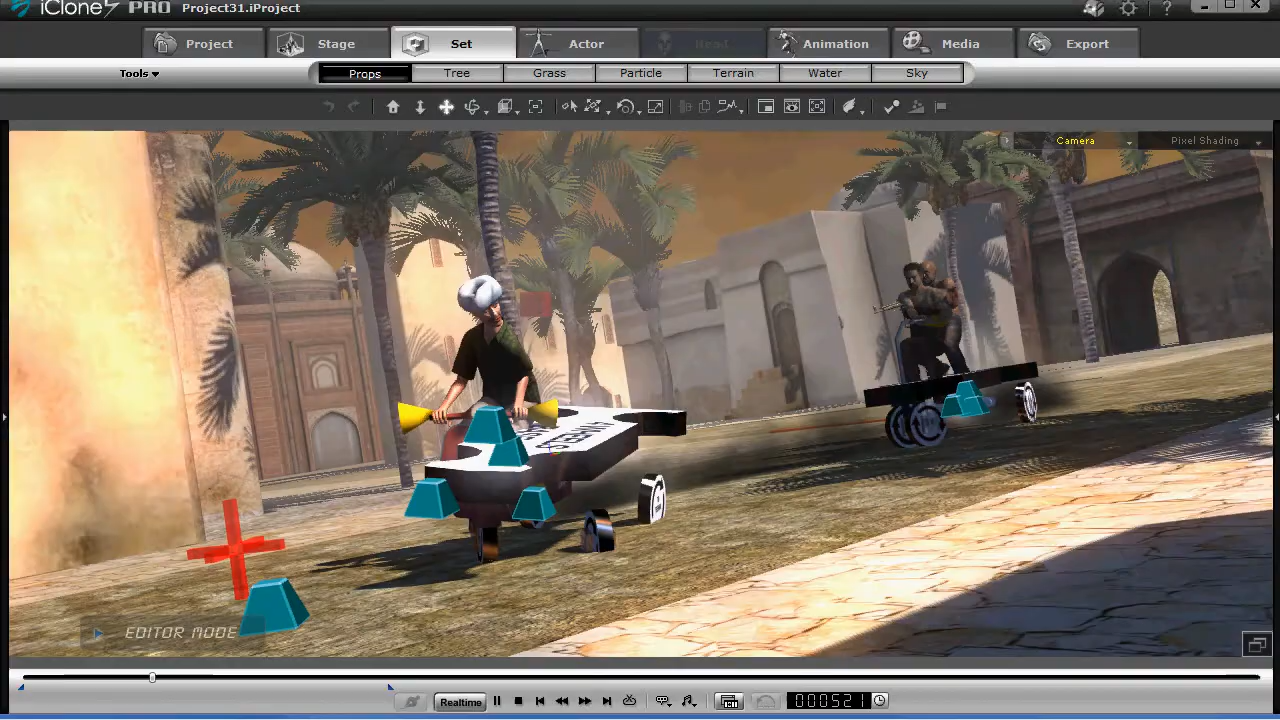 iClone5 PRO Project31.iProject
Project Stage Set Actor Head Animation Media Export
Tools Props Tree Grass Particle Terrain Water Sky
Camera Pixel Shading
EDITOR MODE
Realtime 000521